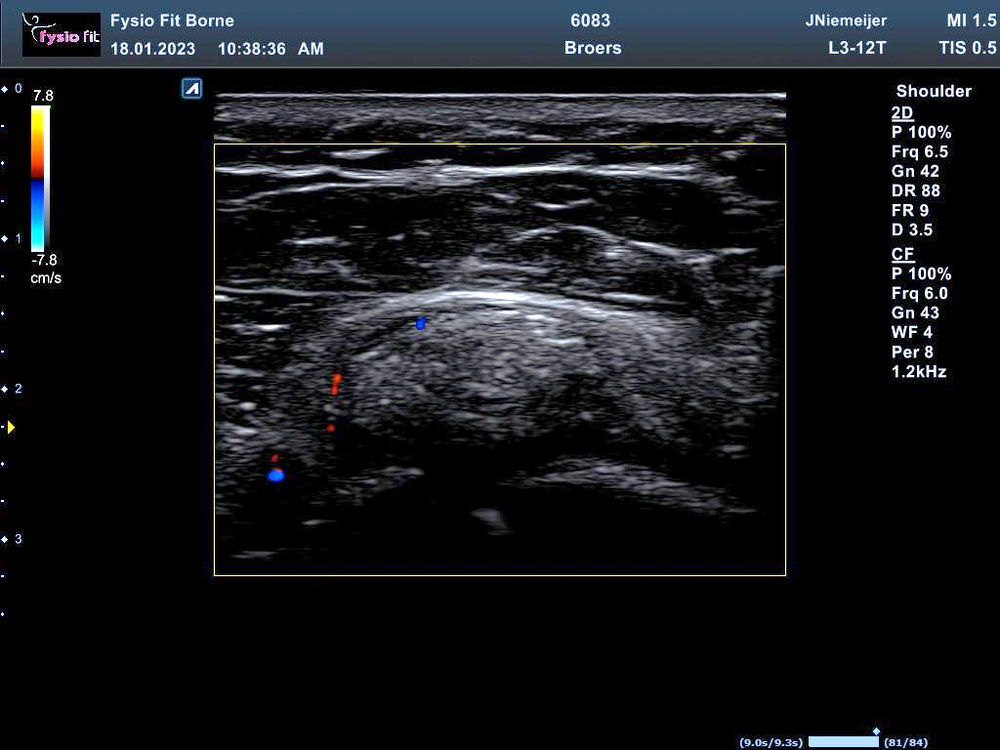 fysio fit
Fysio Fit Borne 6083 JNiemeijer MI 1.5
18.01.2023 10:38:36 AM Broers L3-12T TIS 0.5
0
7.8
1
-7.8
cm/s
2
3
Shoulder
2D
P 100%
Frq 6.5
Gn 42
DR 88
FR 9
D 3.5
CF
P 100%
Frq 6.0
Gn 43
WF 4
Per 8
1.2kHz
(9.0s/9.3s) (81/84)